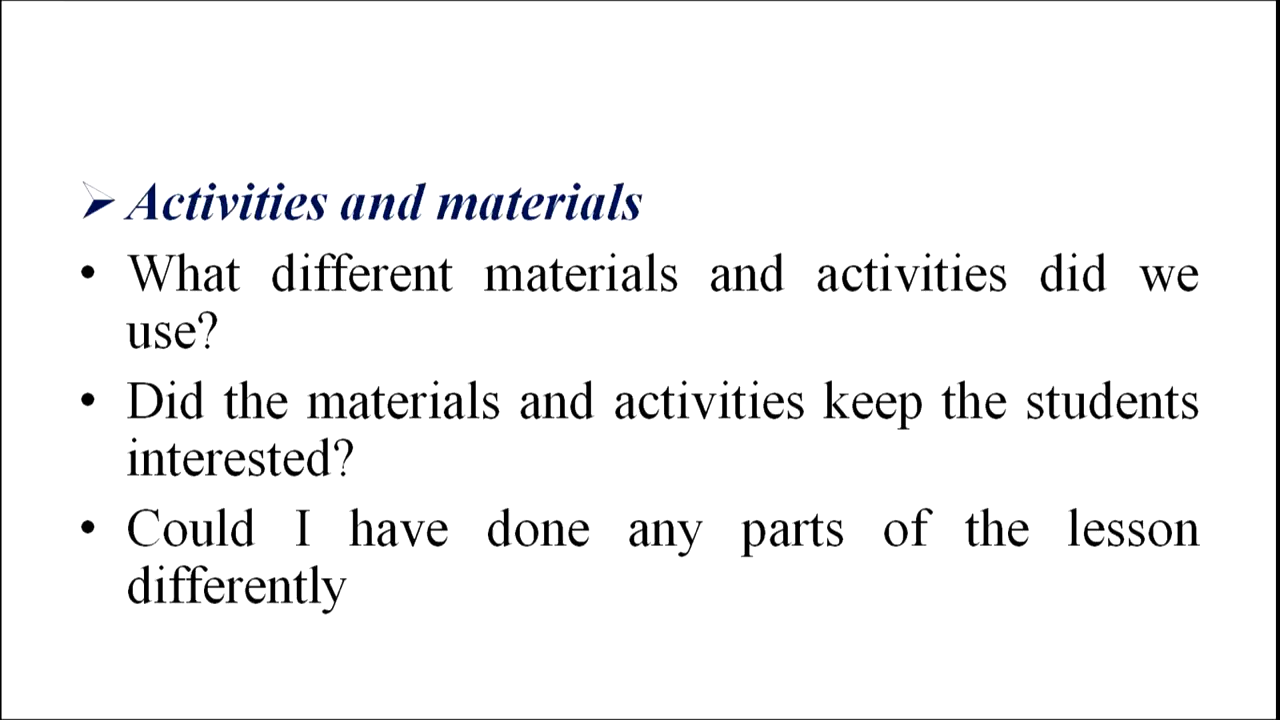 ➢ Activities and materials
• What different materials and activities did we
use?
• Did the materials and activities keep the students
interested?
• Could I have done any parts of the lesson
differently